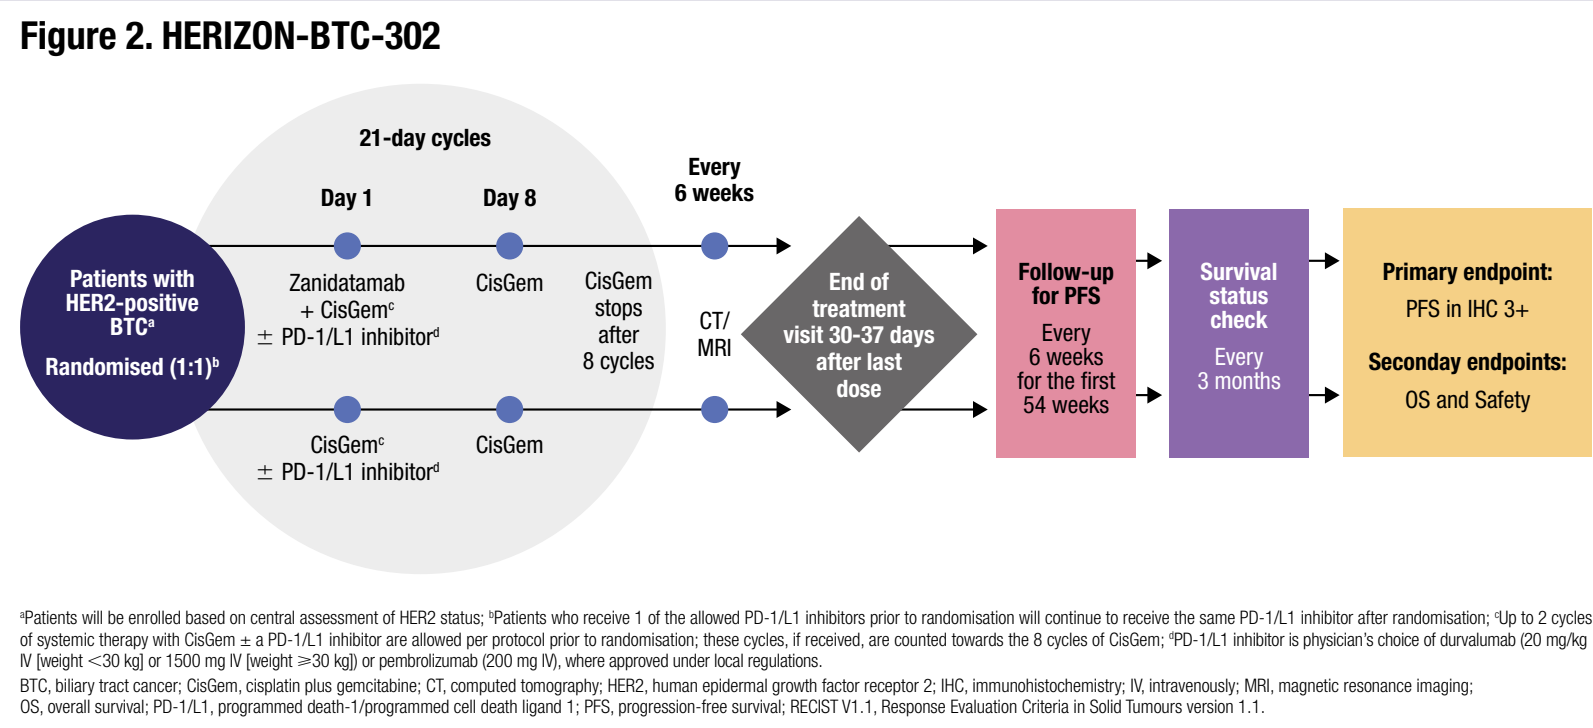 Figure 2. HERIZON-BTC-302
21-day cycles
Day 1
Day 8
Every
6 weeks
Patients with
HER2-positive
BTCᵃ
Randomised (1:1)ᵇ
Zanidatamab
+ CisGemᶜ
± PD-1/L1 inhibitorᵈ
CisGem
CisGem
stops
after
8 cycles
CT/
MRI
CisGemᶜ
± PD-1/L1 inhibitorᵈ
CisGem
End of
treatment
visit 30-37 days
after last
dose
Follow-up
for PFS
Every
6 weeks
for the first
54 weeks
Survival
status
check
Every
3 months
Primary endpoint:
PFS in IHC 3+
Seconday endpoints:
OS and Safety
ᵃPatients will be enrolled based on central assessment of HER2 status; ᵇPatients who receive 1 of the allowed PD-1/L1 inhibitors prior to randomisation will continue to receive the same PD-1/L1 inhibitor after randomisation; ᶜUp to 2 cycles
of systemic therapy with CisGem ± a PD-1/L1 inhibitor are allowed per protocol prior to randomisation; these cycles, if received, are counted towards the 8 cycles of CisGem; ᵈPD-1/L1 inhibitor is physician's choice of durvalumab (20 mg/kg
IV [weight <30 kg] or 1500 mg IV [weight ⩾30 kg]) or pembrolizumab (200 mg IV), where approved under local regulations.
BTC, biliary tract cancer; CisGem, cisplatin plus gemcitabine; CT, computed tomography; HER2, human epidermal growth factor receptor 2; IHC, immunohistochemistry; IV, intravenously; MRI, magnetic resonance imaging;
OS, overall survival; PD-1/L1, programmed death-1/programmed cell death ligand 1; PFS, progression-free survival; RECIST V1.1, Response Evaluation Criteria in Solid Tumours version 1.1.